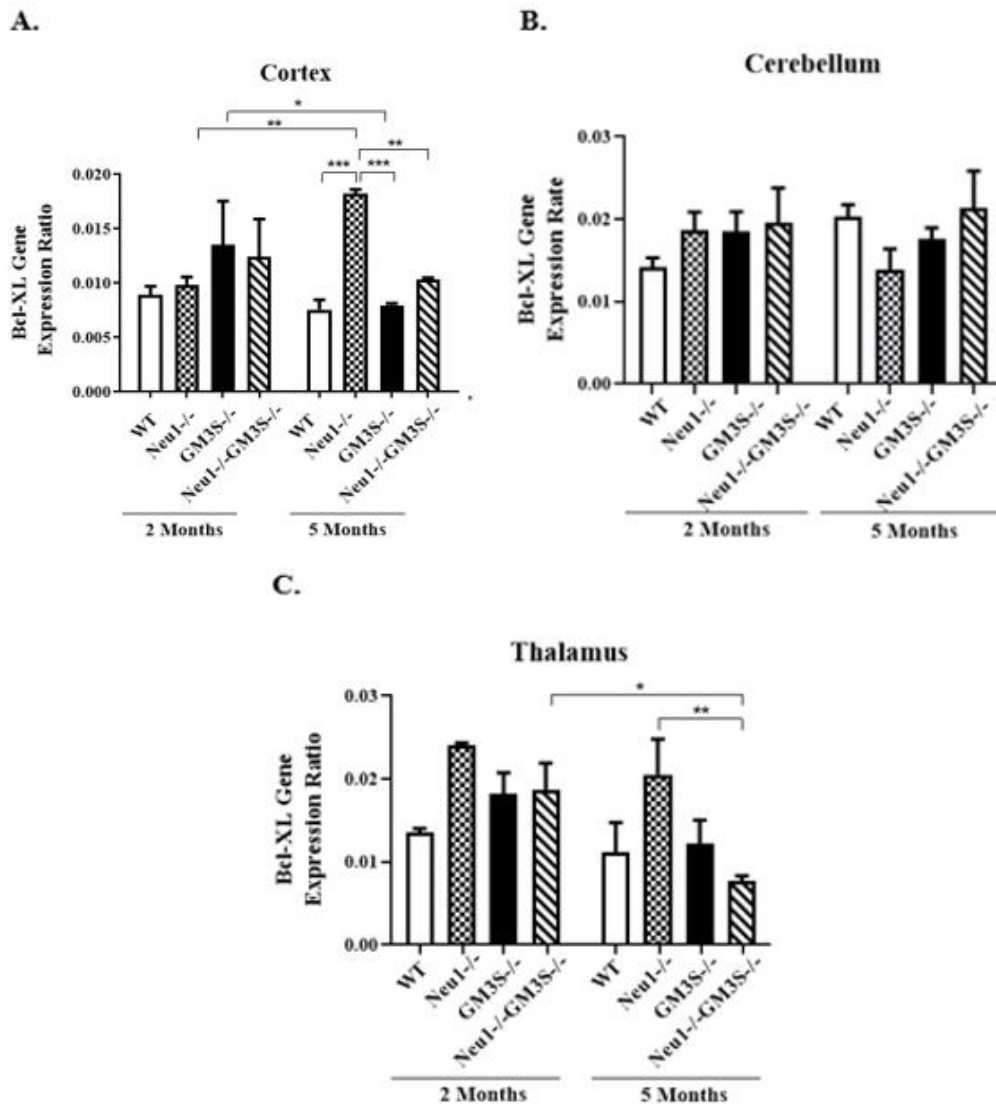 A.
Cortex
*
**
**
***
***
Bcl-XL Gene
Expression Ratio
0.020
0.015
0.010
0.005
0.000
WT
Neu1-/-
GM3S-/-
Neu1-/-GM3S-/-
WT
Neu1-/-
GM3S-/-
Neu1-/-GM3S-/-
2 Months
5 Months
B.
Cerebellum
Bcl-XL Gene
Expression Rate
0.03
0.02
0.01
0.00
WT
Neu1-/-
GM3S-/-
Neu1-/-GM3S-/-
WT
Neu1-/-
GM3S-/-
Neu1-/-GM3S-/-
2 Months
5 Months
C.
Thalamus
*
**
Bcl-XL Gene
Expression Ratio
0.03
0.02
0.01
0.00
WT
Neu1-/-
GM3S-/-
Neu1-/-GM3S-/-
WT
Neu1-/-
GM3S-/-
Neu1-/-GM3S-/-
2 Months
5 Months